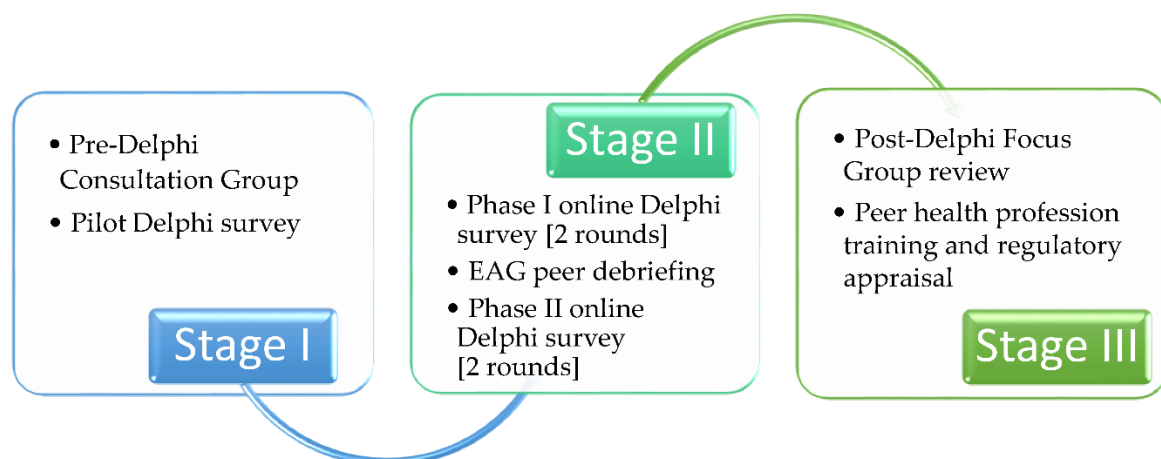 • Pre-Delphi
Consultation Group
• Pilot Delphi survey
Stage I
Stage II
• Phase I online Delphi
survey [2 rounds]
• EAG peer debriefing
• Phase II online
Delphi survey
[2 rounds]
• Post-Delphi Focus
Group review
• Peer health profession
training and regulatory
appraisal
Stage III